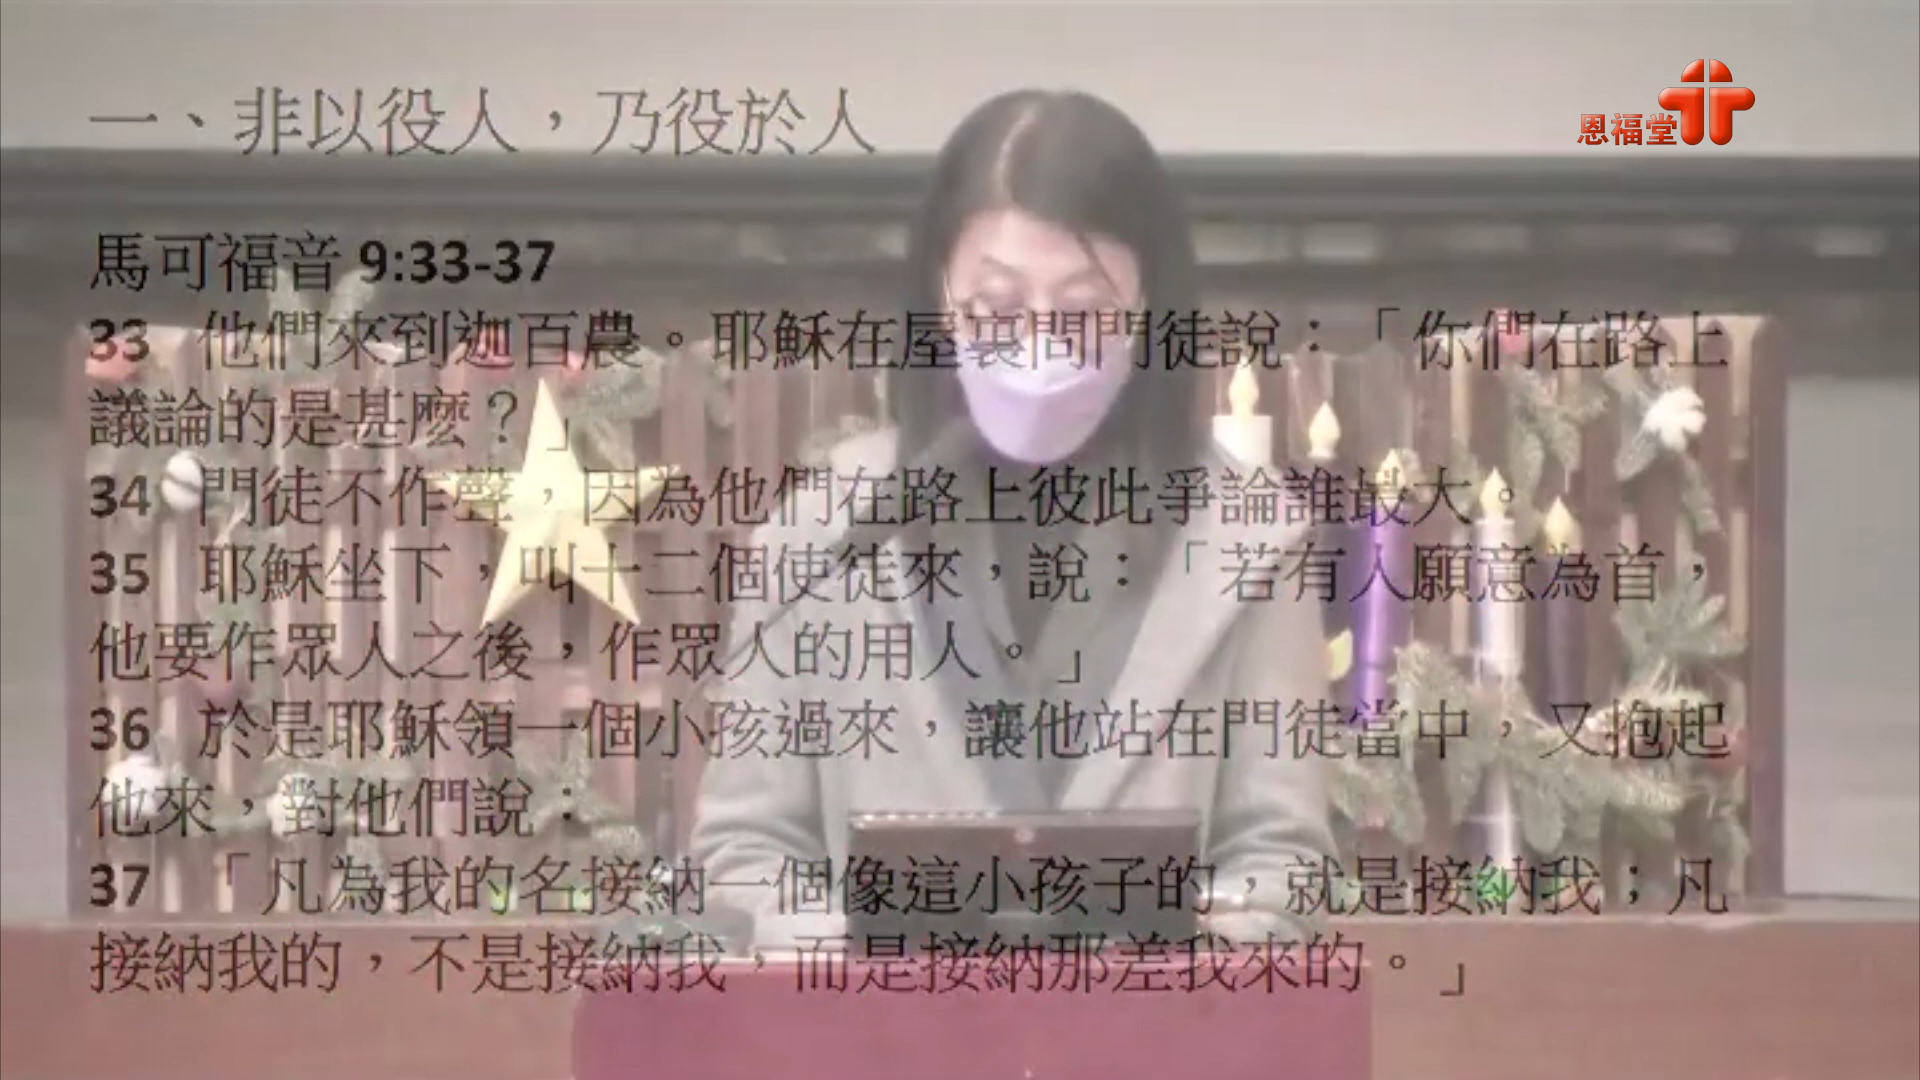 一、非以役人，乃役於人
恩福堂
馬可福音 9:33-37
33 他們來到迦百農。耶穌在屋裏問門徒說：「你們在路上
議論的是甚麼？」
34 門徒不作聲，因為他們在路上彼此爭論誰最大。
35 耶穌坐下，叫十二個使徒來，說：「若有人願意為首，
他要作眾人之後，作眾人的用人。」
36 於是耶穌領一個小孩過來，讓他站在門徒當中，又抱起
他來，對他們說：
37 「凡為我的名接納一個像這小孩子的，就是接納我；凡
接納我的，不是接納我，而是接納那差我來的。」